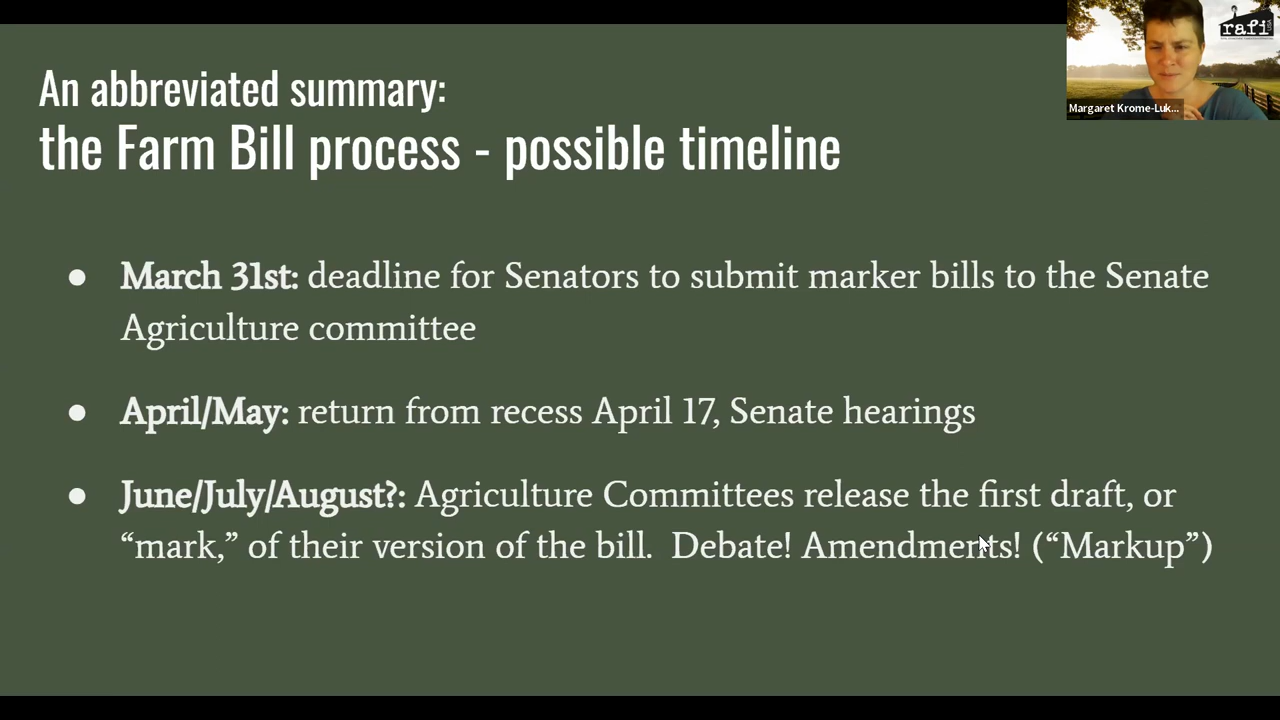 An abbreviated summary:
the Farm Bill process - possible timeline
rafi
USA
Margaret Krome-Luk...
● March 31st: deadline for Senators to submit marker bills to the Senate
Agriculture committee
● April/May: return from recess April 17, Senate hearings
● June/July/August?: Agriculture Committees release the first draft, or
“mark,” of their version of the bill.  Debate! Amendments! (“Markup”)